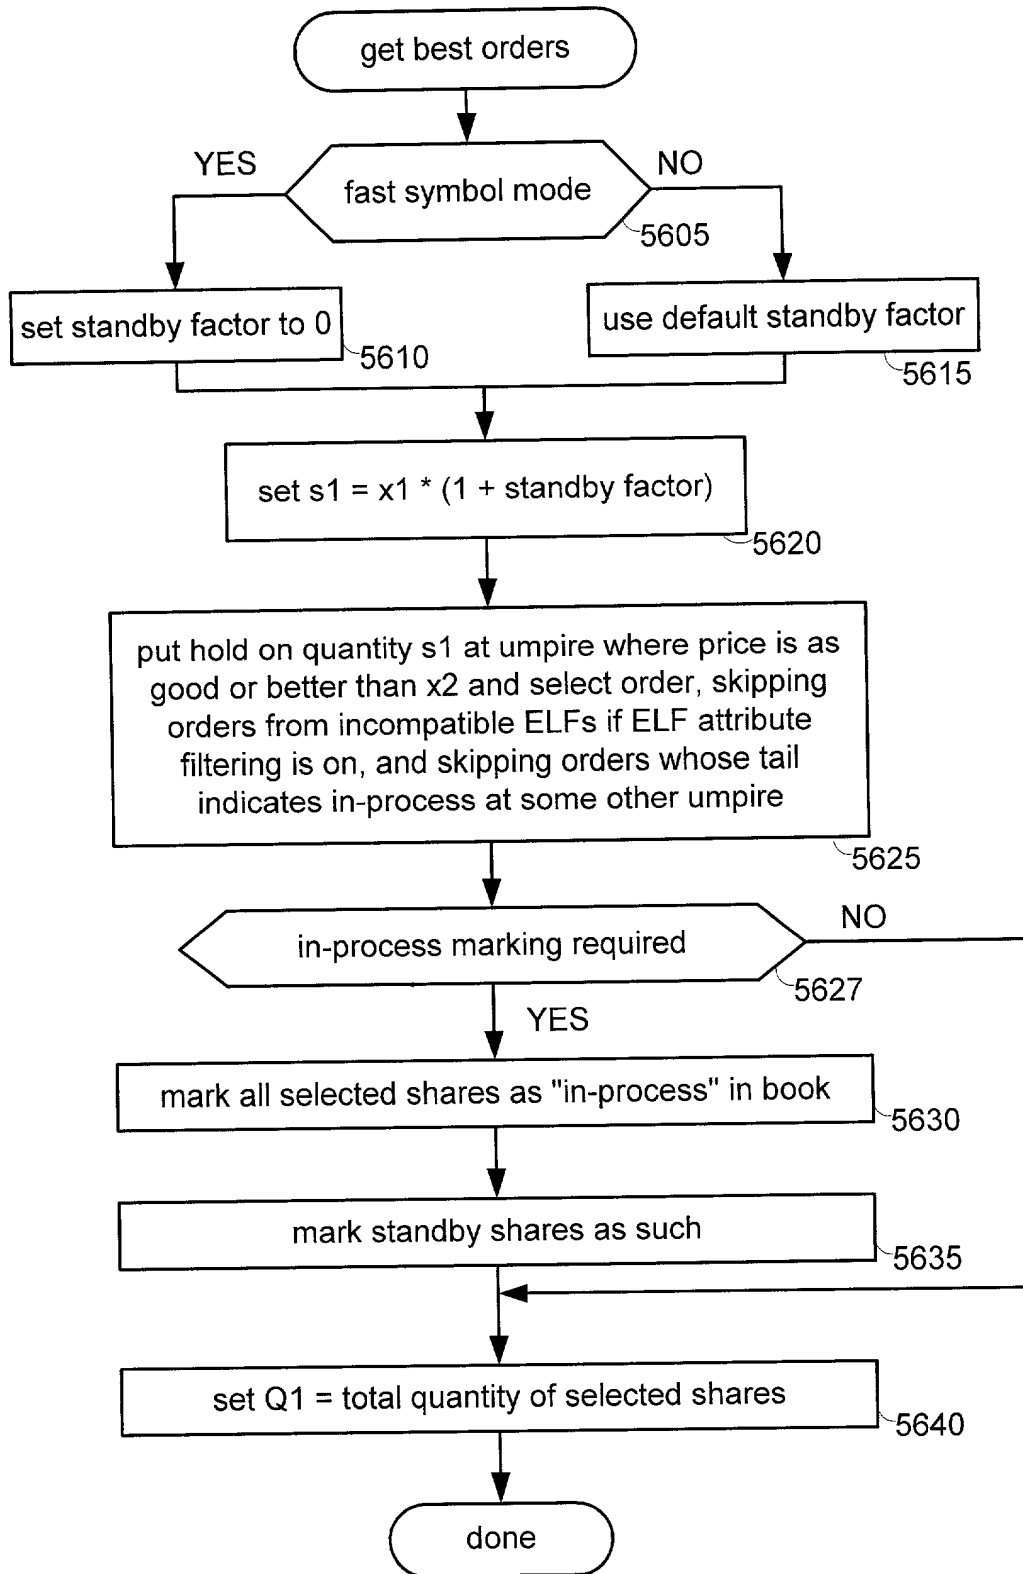 get best orders
YES
NO
fast symbol mode
5605
set standby factor to 0
5610
use default standby factor
5615
set s1 = x1 * (1 + standby factor)
5620
put hold on quantity s1 at umpire where price is as
good or better than x2 and select order, skipping
orders from incompatible ELFs if ELF attribute
filtering is on, and skipping orders whose tail
indicates in-process at some other umpire
5625
NO
in-process marking required
5627
YES
mark all selected shares as "in-process" in book
5630
mark standby shares as such
5635
set Q1 = total quantity of selected shares
5640
done